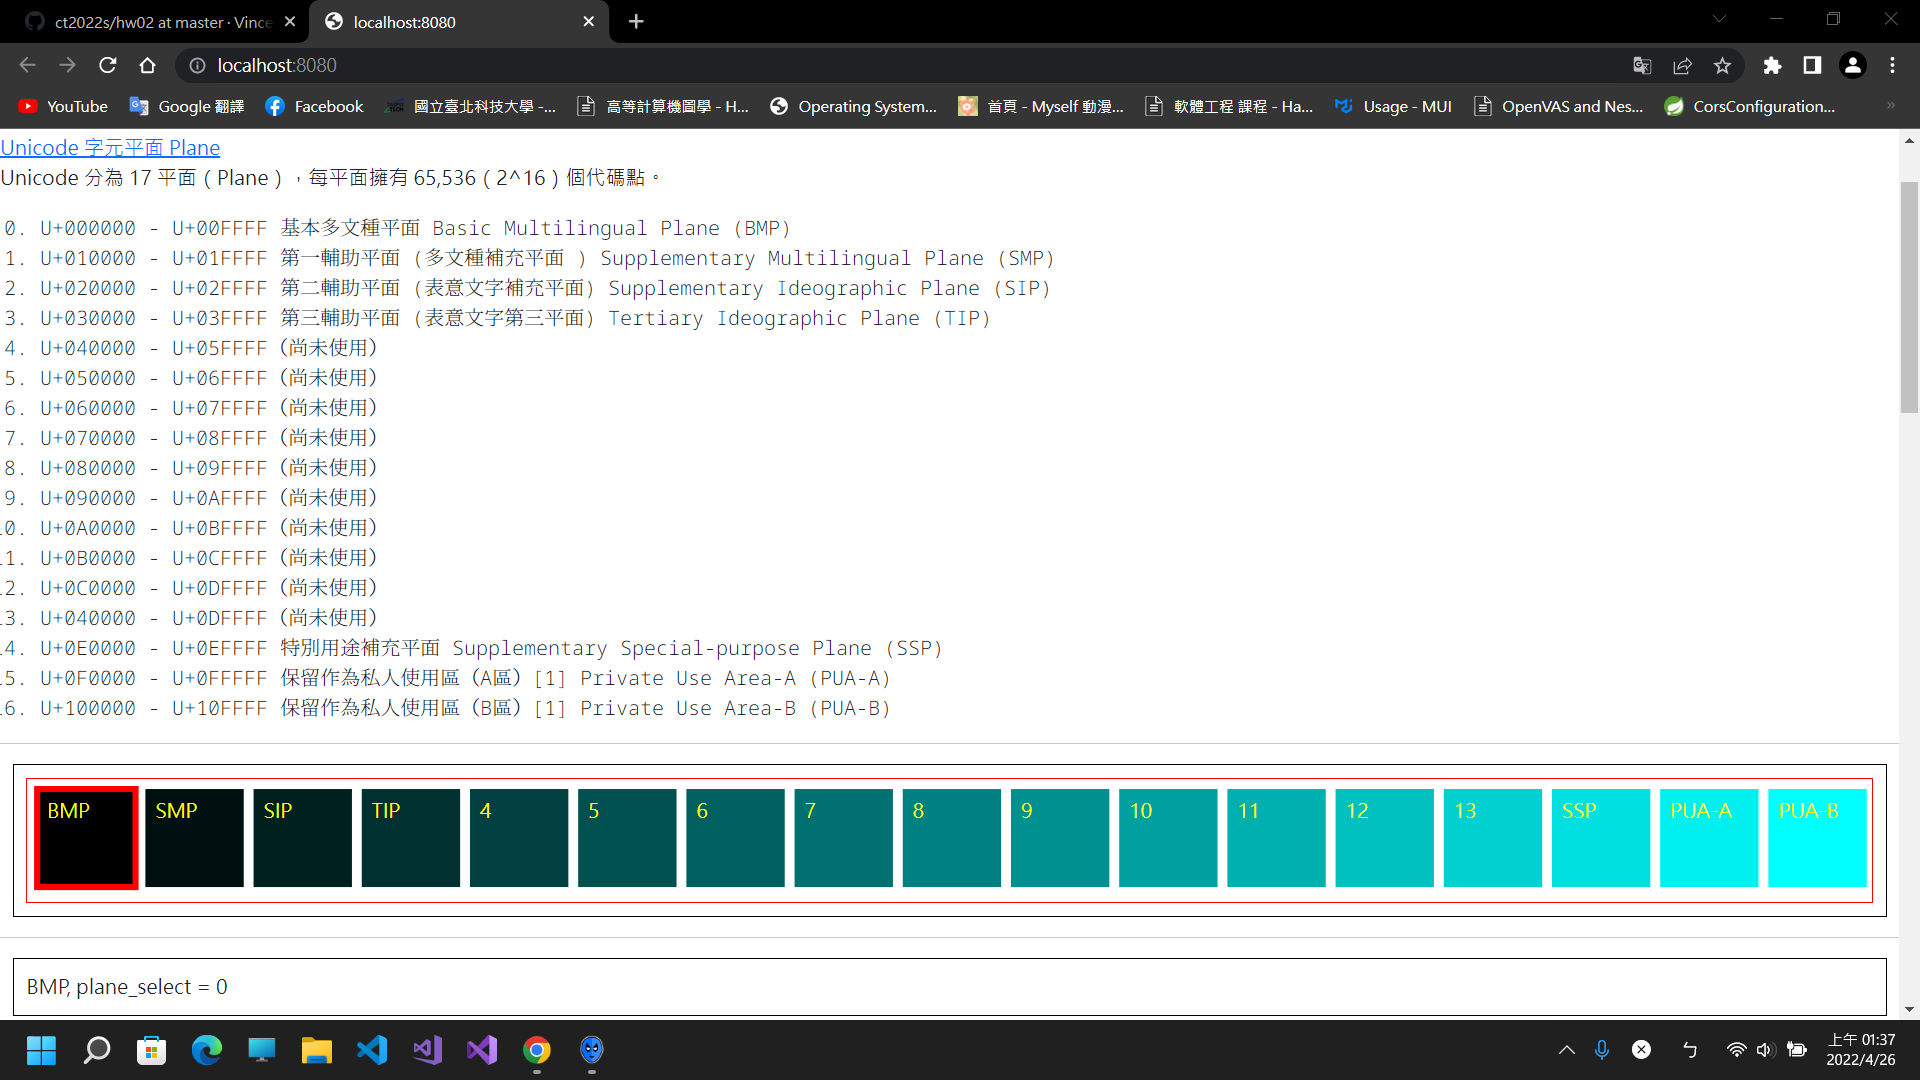 ct2022s/hw02 at master · Vince
localhost:8080
localhost:8080
YouTube
Google 翻譯
Facebook
國立臺北科技大學 -...
高等計算機圖學 - H...
Operating System...
首頁 - Myself 動漫...
軟體工程 課程 - Ha...
Usage - MUI
OpenVAS and Nes...
CorsConfiguration...
»
Unicode 字元平面 Plane
Unicode 分為 17 平面 ( Plane ) ，每平面擁有 65,536 ( 2^16 ) 個代碼點。
0. U+000000 - U+00FFFF 基本多文種平面 Basic Multilingual Plane (BMP)
1. U+010000 - U+01FFFF 第一輔助平面 (多文種補充平面 ) Supplementary Multilingual Plane (SMP)
2. U+020000 - U+02FFFF 第二輔助平面 (表意文字補充平面) Supplementary Ideographic Plane (SIP)
3. U+030000 - U+03FFFF 第三輔助平面 (表意文字第三平面) Tertiary Ideographic Plane (TIP)
4. U+040000 - U+05FFFF (尚未使用)
5. U+050000 - U+06FFFF (尚未使用)
6. U+060000 - U+07FFFF (尚未使用)
7. U+070000 - U+08FFFF (尚未使用)
8. U+080000 - U+09FFFF (尚未使用)
9. U+090000 - U+0AFFFF (尚未使用)
.0. U+0A0000 - U+0BFFFF (尚未使用)
.1. U+0B0000 - U+0CFFFF (尚未使用)
.2. U+0C0000 - U+0DFFFF (尚未使用)
.3. U+040000 - U+0DFFFF (尚未使用)
.4. U+0E0000 - U+0EFFFF 特別用途補充平面 Supplementary Special-purpose Plane (SSP)
.5. U+0F0000 - U+0FFFFF 保留作為私人使用區（A區）[1] Private Use Area-A (PUA-A)
.6. U+100000 - U+10FFFF 保留作為私人使用區（B區）[1] Private Use Area-B (PUA-B)
BMP SMP SIP TIP 4 5 6 7 8 9 10 11 12 13 SSP PUA-A PUA-B
BMP, plane_select = 0
ㄅ
上午 01:37
2022/4/26